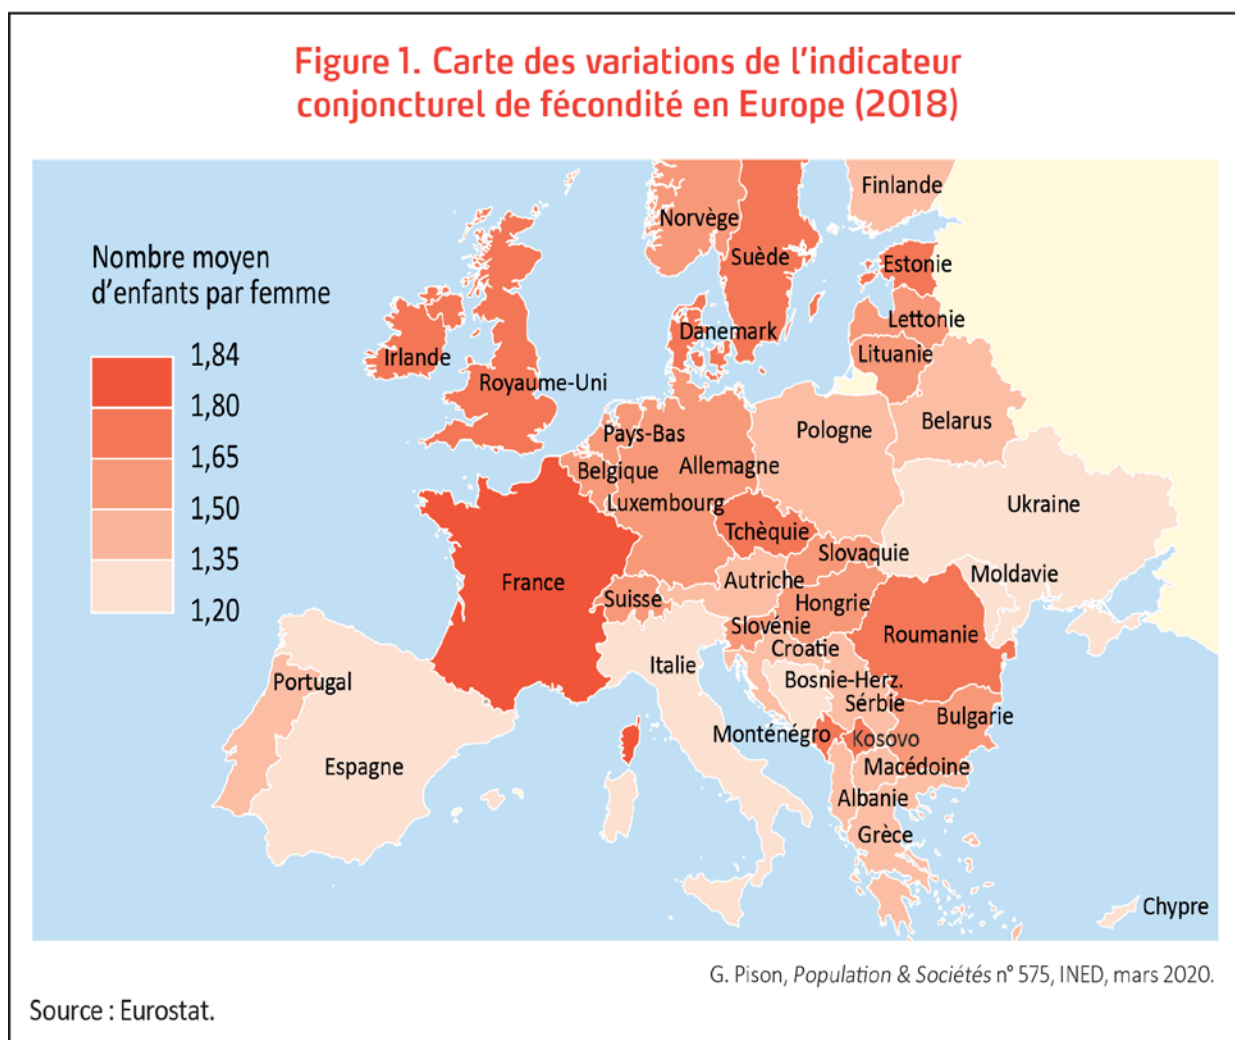 Figure 1. Carte des variations de l'indicateur
conjoncturel de fécondité en Europe (2018)
Nombre moyen
d'enfants par femme
1,84
1,80
1,65
1,50
1,35
1,20
Finlande
Norvège
Suède
Estonie
Lettonie
Danemark
Lituanie
Irlande
Royaume-Uni
Belarus
Pologne
Pays-Bas
Belgique
Allemagne
Luxembourg
Ukraine
Tchèquie
Slovaquie
Moldavie
France
Autriche
Suisse
Hongrie
Slovénie
Roumanie
Croatie
Italie
Bosnie-Herz.
Portugal
Sérbie
Bulgarie
Monténégro
Kosovo
Espagne
Macédoine
Albanie
Grèce
Chypre
G. Pison, Population & Sociétés n° 575, INED, mars 2020.
Source : Eurostat.